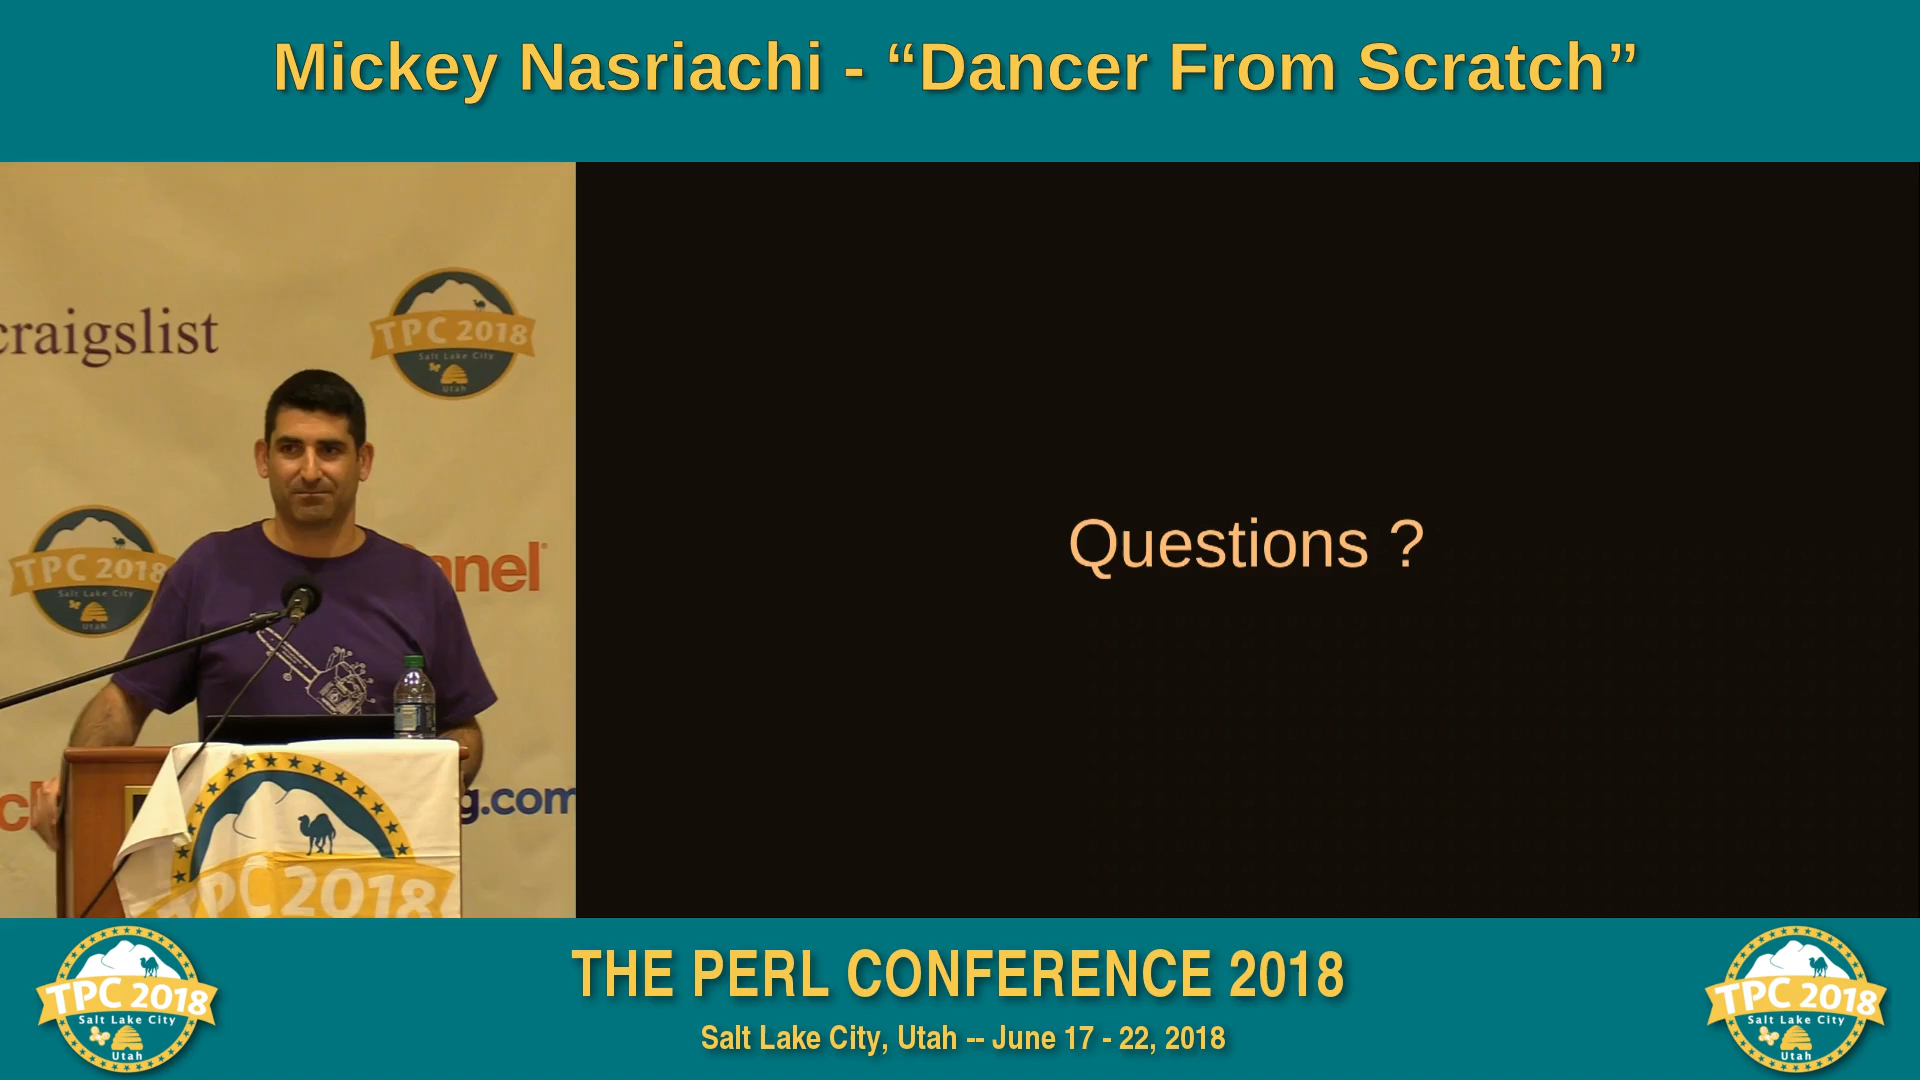 Mickey Nasriachi - “Dancer From Scratch”
craigslist
TPC 2018
Salt Lake City
Utah
Questions ?
TPC 2018
Salt Lake City
Utah
anel
g.com
TPC 2018
THE PERL CONFERENCE 2018
Salt Lake City, Utah -- June 17 - 22, 2018
TPC 2018
Salt Lake City
Utah
TPC 2018
Salt Lake City
Utah